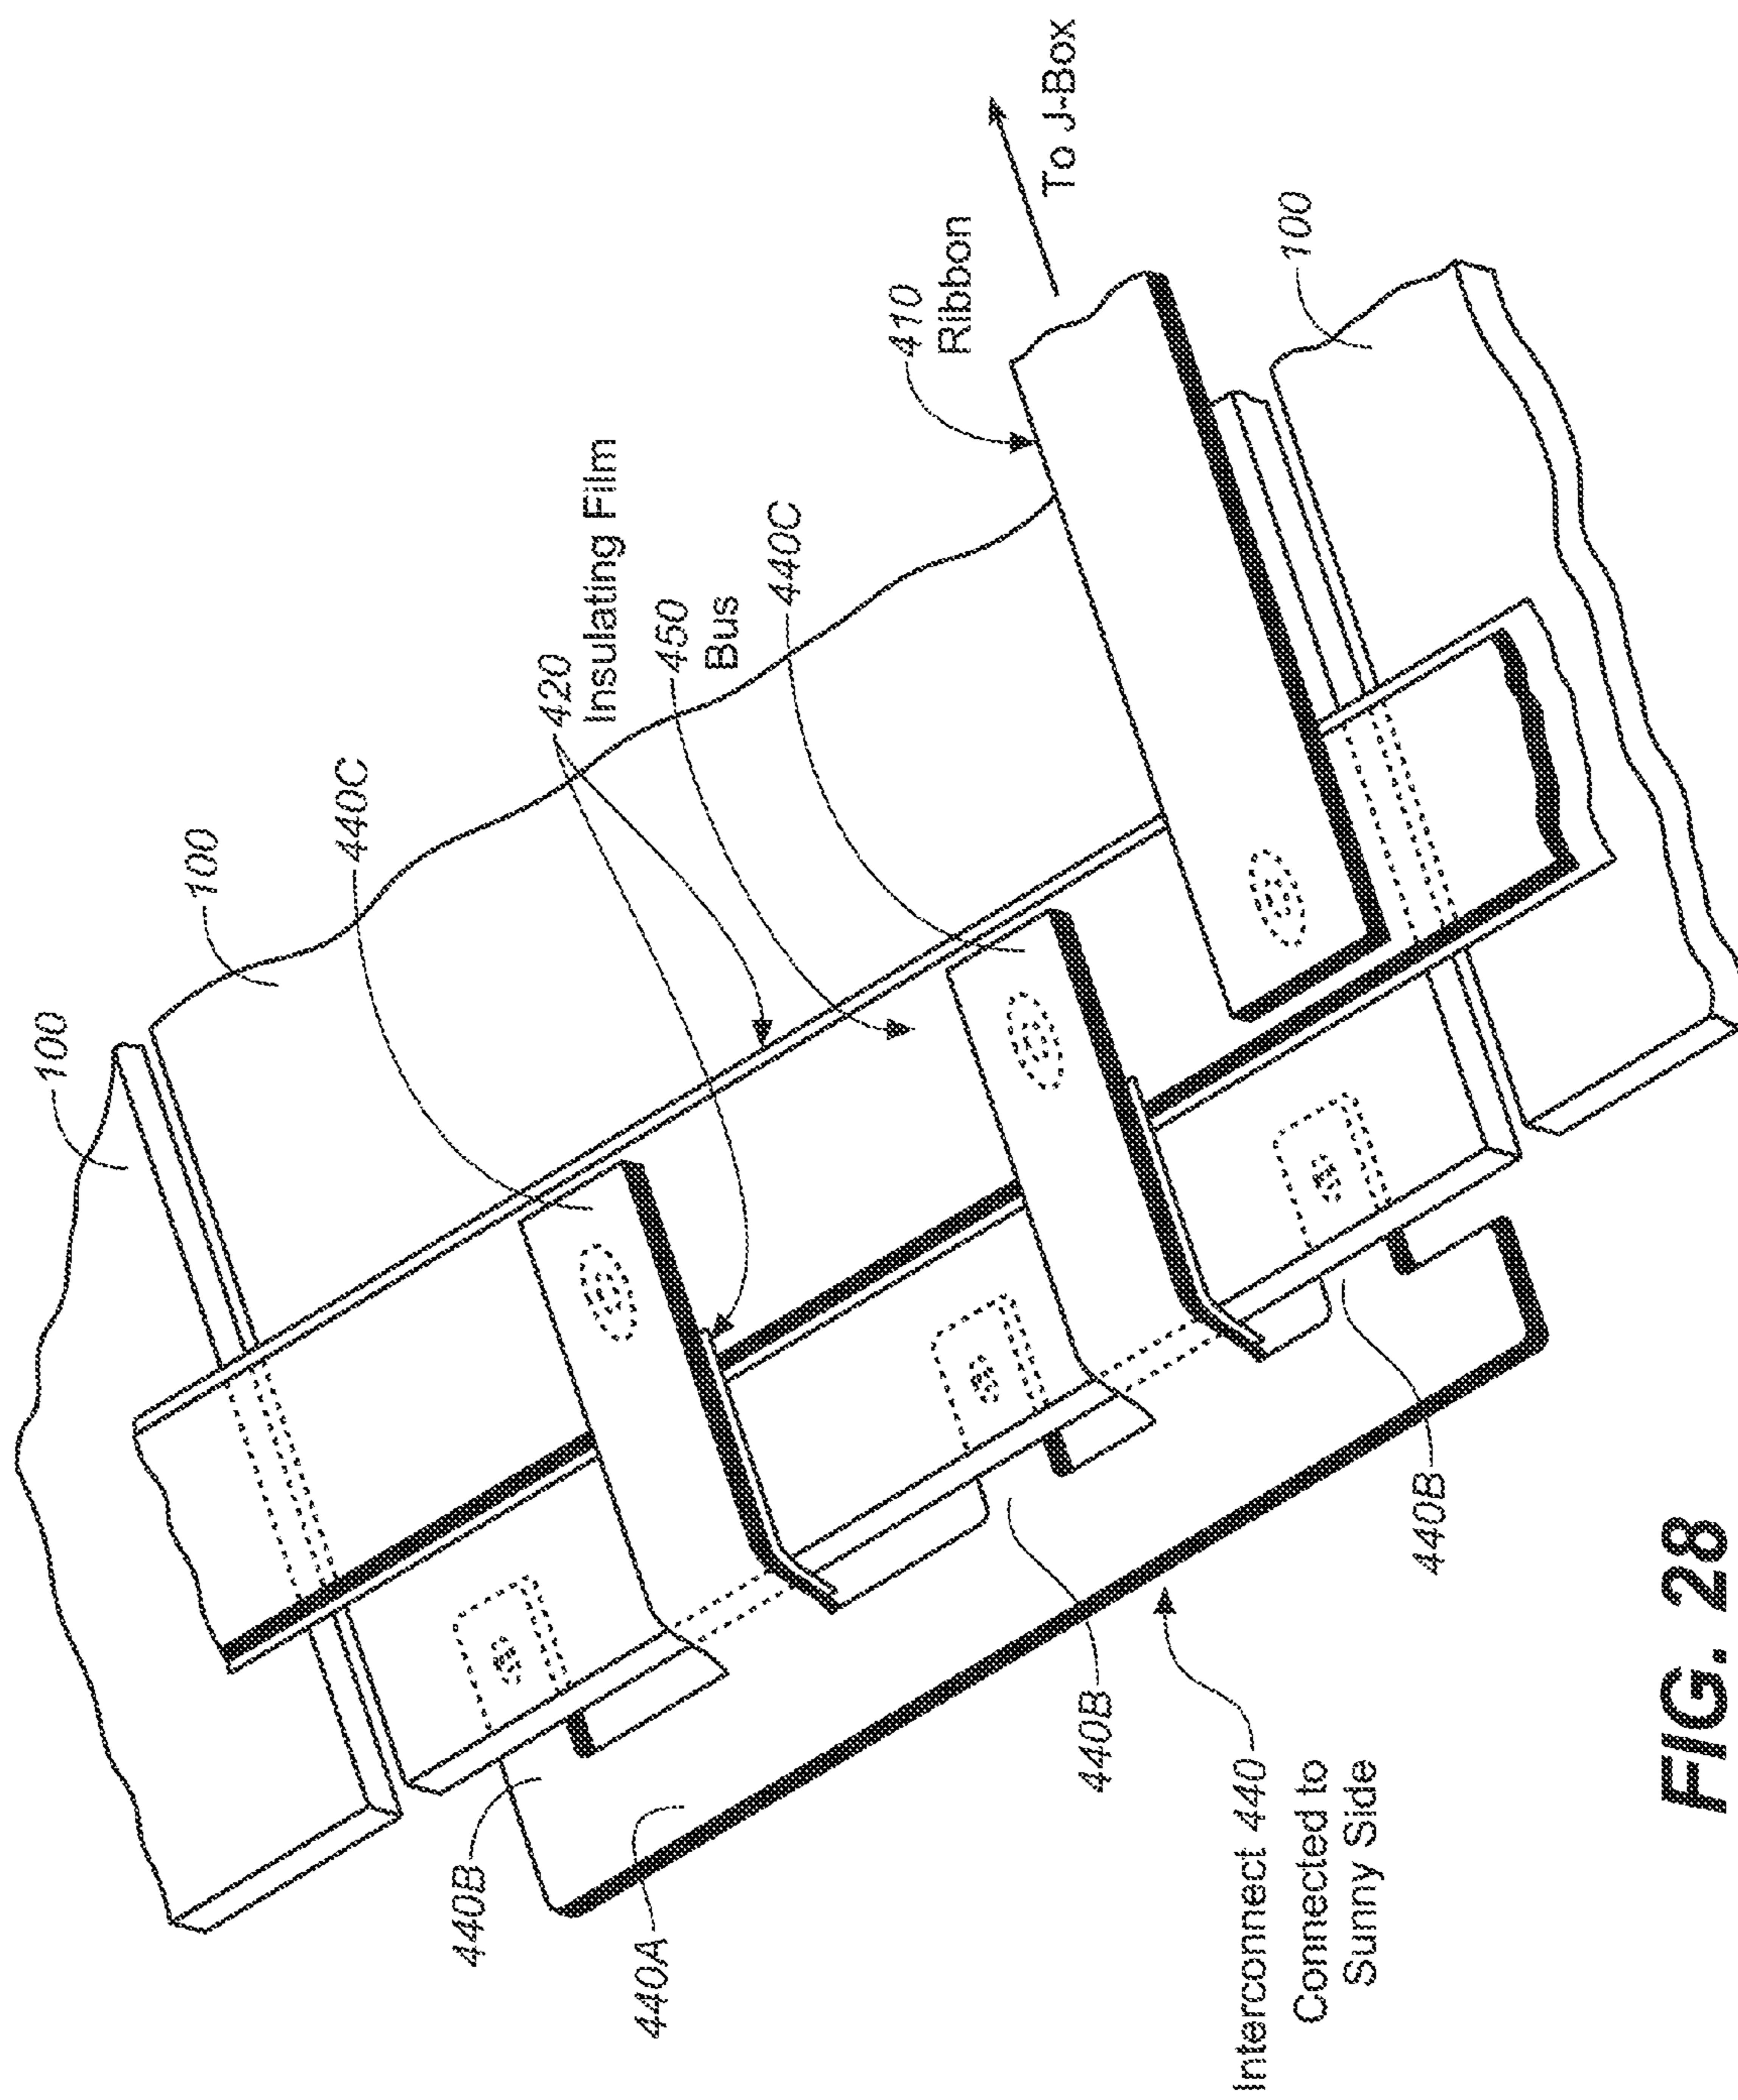 To J-Box
410
Ribbon
100
420
Insulating Film
450
Bus
440C
440C
100
100
440B
440A
440B
440B
Interconnect 440
Connected to
Sunny Side
FIG. 28